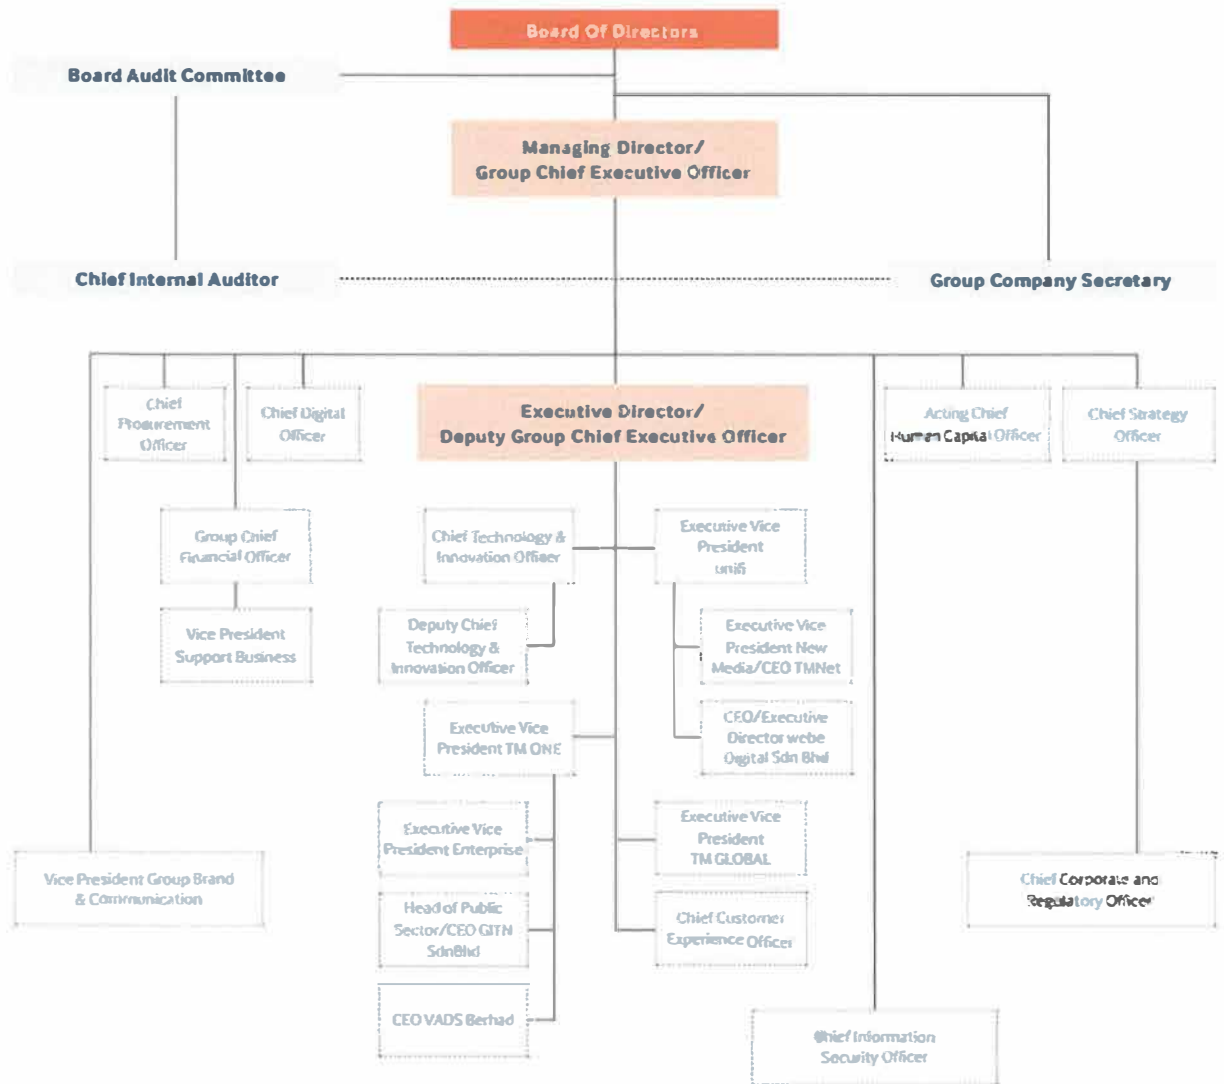 Board Of Directors
Board Audit Committee
Managing Director/
Group Chief Executive Officer
Chief Internal Auditor
Group Company Secretary
Chief
Procurement
Officer
Chief Digital
Officer
Executive Director/
Deputy Group Chief Executive Officer
Acting Chief
Human Capital Officer
Chief Strategy
Officer
Group Chief
Financial Officer
Chief Technology &
Innovation Officer
Executive Vice
President
unifi
Vice President
Support Business
Deputy Chief
Technology &
Innovation Officer
Executive Vice
President New
Media/CEO TMNet
Executive Vice
President TM ONE
CEO/Executive
Director webe
Digital Sdn Bhd
Executive Vice
President Enterprise
Executive Vice
President
TM GLOBAL
Vice President Group Brand
& Communication
Chief Corporate and
Regulatory Officer
Head of Public
Sector/CEO GITN
SdnBhd
Chief Customer
Experience Officer
CEO VADS Berhad
Chief Information
Security Officer